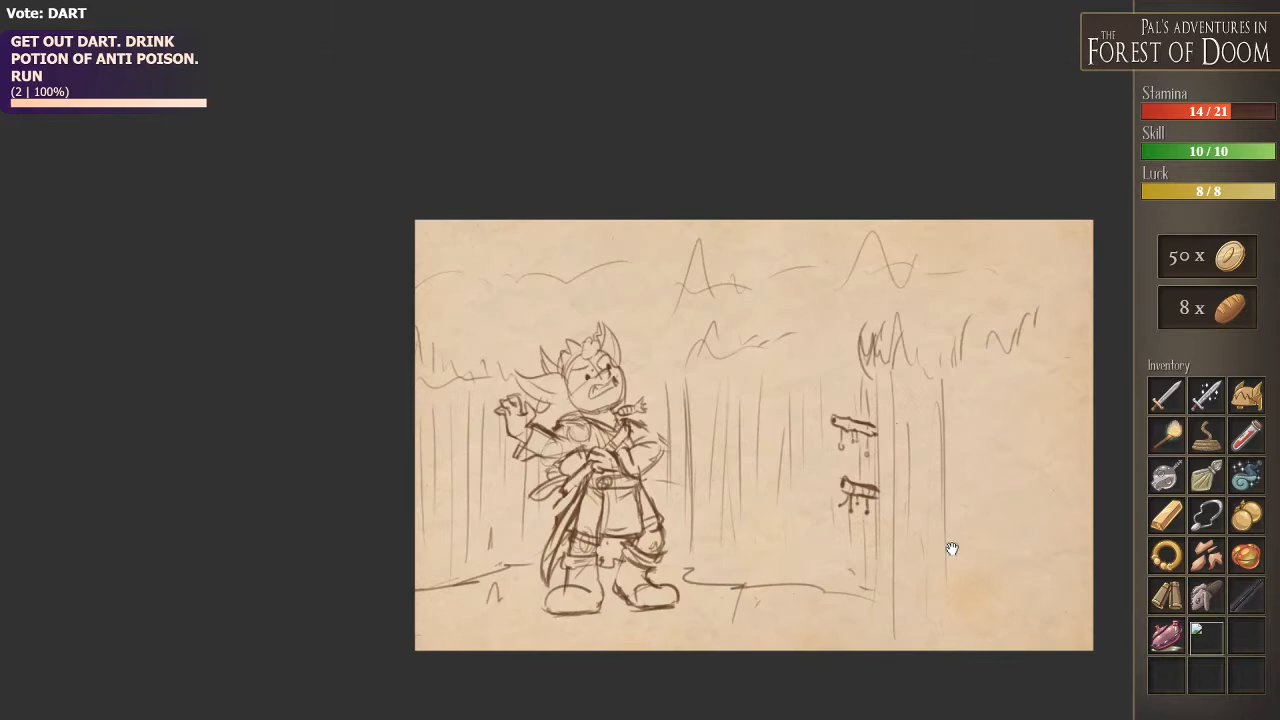 Vote: DART
GET OUT DART. DRINK
POTION OF ANTI POISON.
RUN
(2 | 100%)
PAL'S ADVENTURES IN
THE
FOREST OF DOOM
Stamina
14 / 21
Skill
10 / 10
Luck
8 / 8
50 x
8 x
Inventory